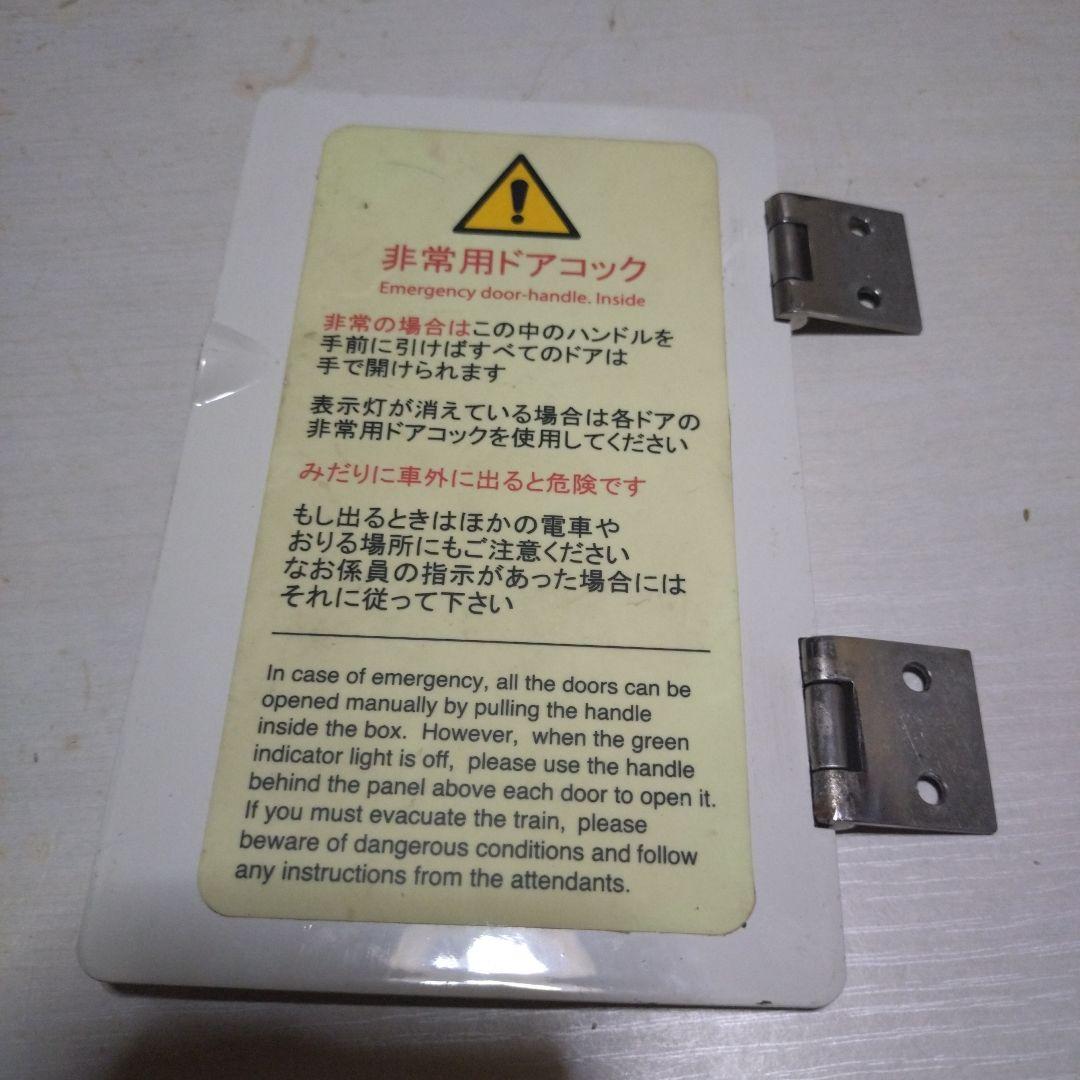 非常用ドアコック
Emergency door-handle. Inside
非常の場合はこの中のハンドルを
手前に引けばすべてのドアは
手で開けられます
表示灯が消えている場合は各ドアの
非常用ドアコックを使用してください
みだりに車外に出ると危険です
もし出るときはほかの電車や
おりる場所にもご注意ください
なお係員の指示があった場合には
それに従って下さい
In case of emergency, all the doors can be
opened manually by pulling the handle
inside the box. However, when the green
indicator light is off, please use the handle
behind the panel above each door to open it.
If you must evacuate the train, please
beware of dangerous conditions and follow
any instructions from the attendants.